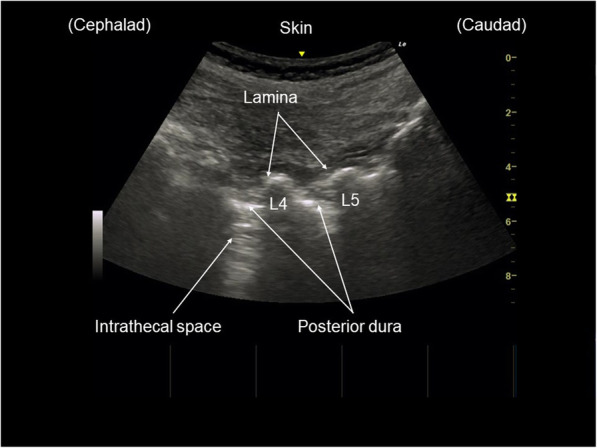 (Cephalad) Skin (Caudad)
Le
0
Lamina
2
4
L4 L5
6
8
Intrathecal space Posterior dura